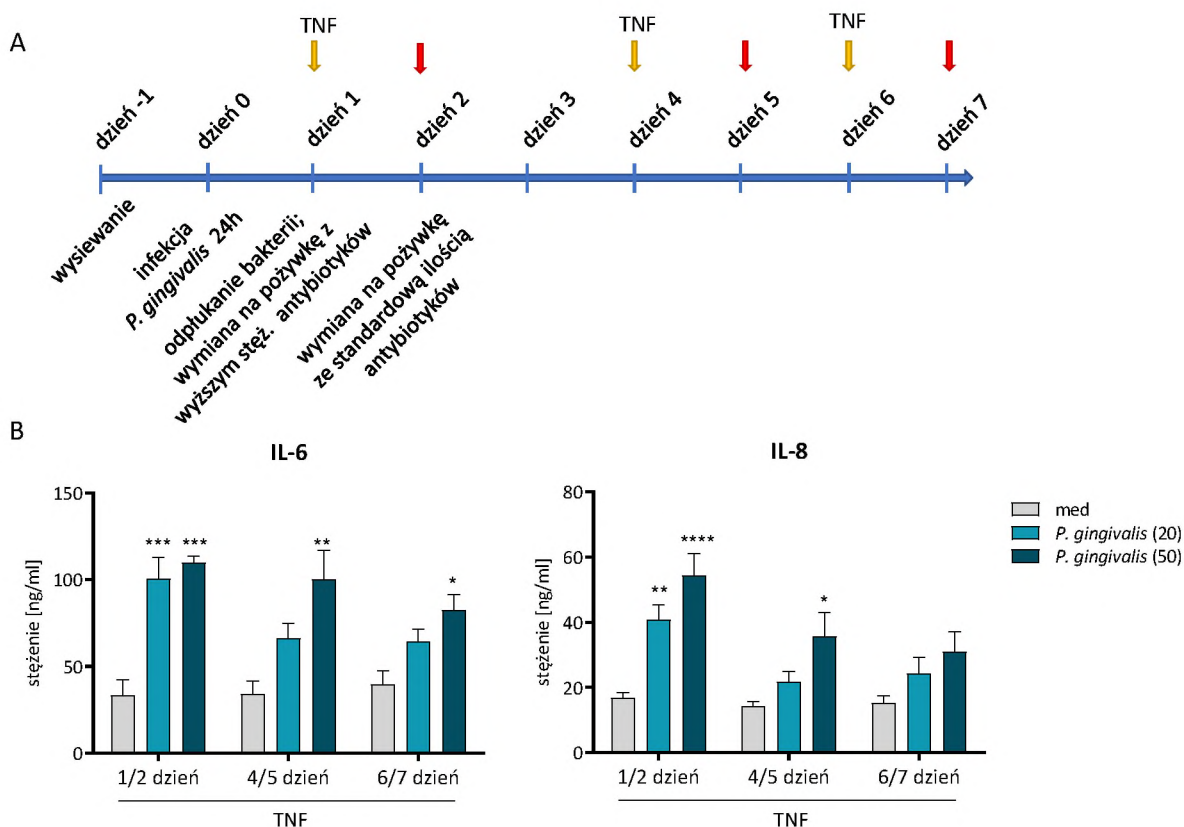 A
TNF
TNF
TNF
dzień -1
dzień 0
dzień 1
dzień 2
dzień 3
dzień 4
dzień 5
dzień 6
dzień 7
wysiewanie
infekcja
P. gingivalis 24h
odpłukanie bakterii;
wymiana na pożywkę z
wyższym stęż. antybiotyków
wymiana na pożywkę
ze standardową ilością
antybiotyków
B
IL-6
stężenie [ng/ml]
150
100
50
0
*** *** ** *
1/2 dzień 4/5 dzień 6/7 dzień
TNF
IL-8
stężenie [ng/ml]
80
60
40
20
0
** **** *
1/2 dzień 4/5 dzień 6/7 dzień
TNF
med
P. gingivalis (20)
P. gingivalis (50)